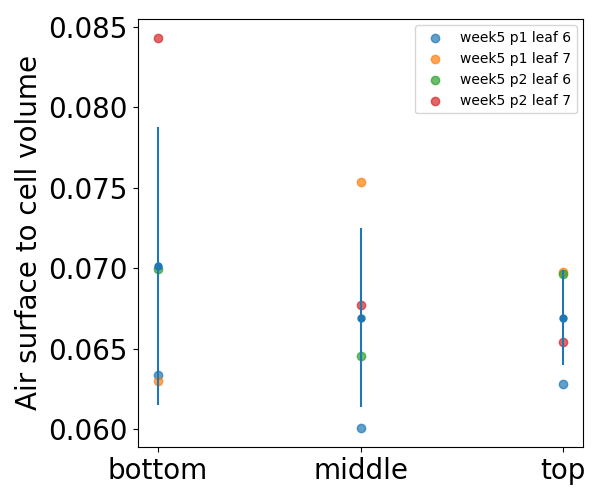 0.085
0.080
0.075
0.070
0.065
0.060
Air surface to cell volume
bottom middle top
week5 p1 leaf 6
week5 p1 leaf 7
week5 p2 leaf 6
week5 p2 leaf 7